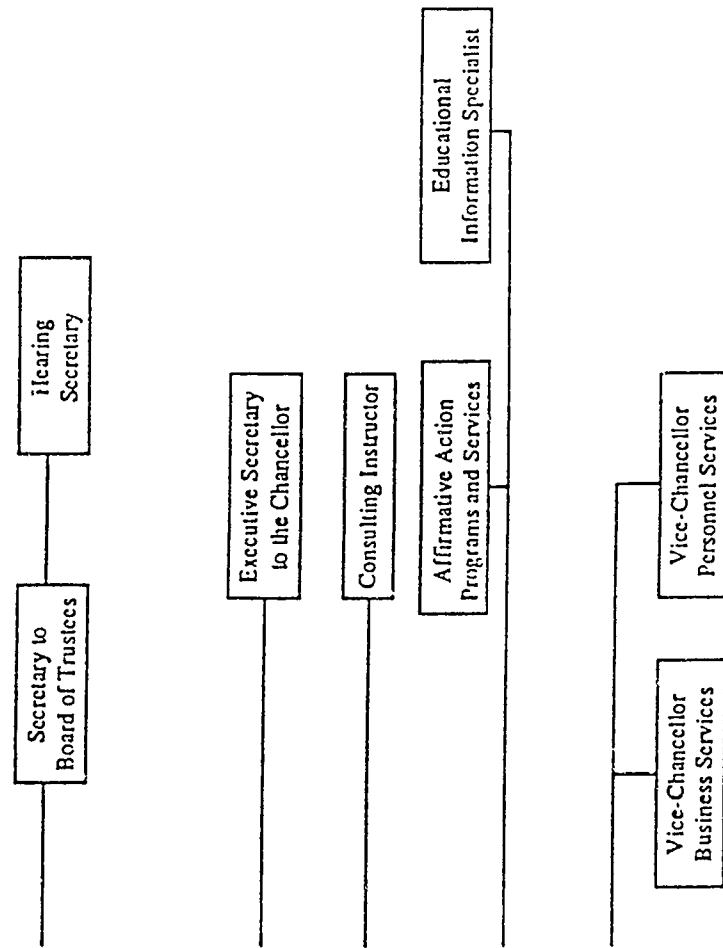 Hearing
Secretary
Secretary to
Board of Trustees
Executive Secretary
to the Chancellor
Consulting Instructor
Educational
Information Specialist
Affirmative Action
Programs and Services
Vice-Chancellor
Personnel Services
Vice-Chancellor
Business Services